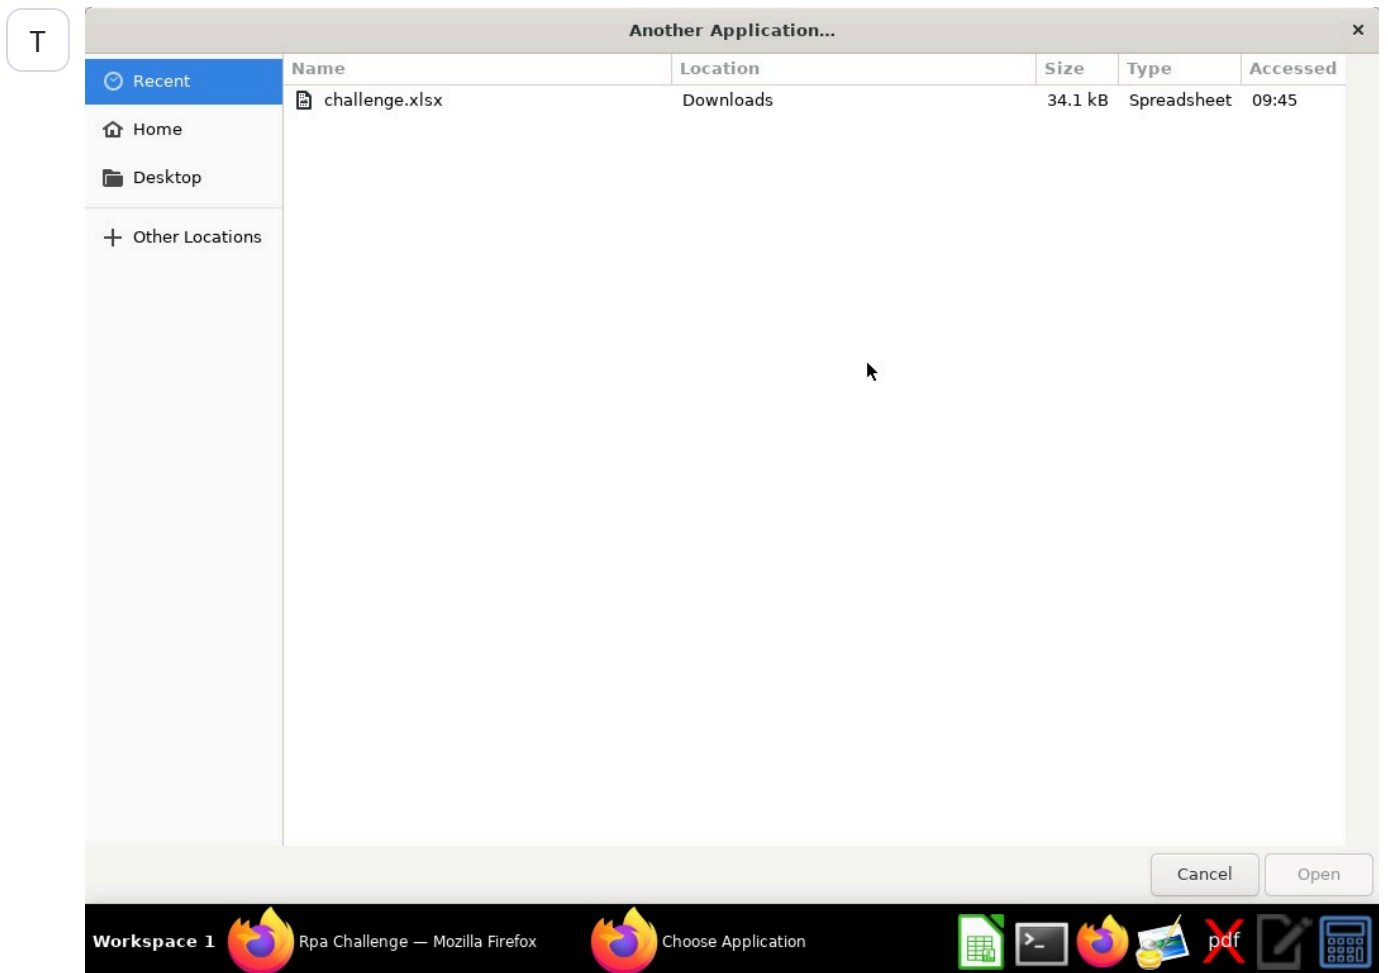 T
Another Application...
Recent
Home
Desktop
Other Locations
Name Location Size Type Accessed
challenge.xlsx Downloads 34.1 kB Spreadsheet 09:45
Cancel Open
Workspace 1 Rpa Challenge — Mozilla Firefox Choose Application >_ pdf